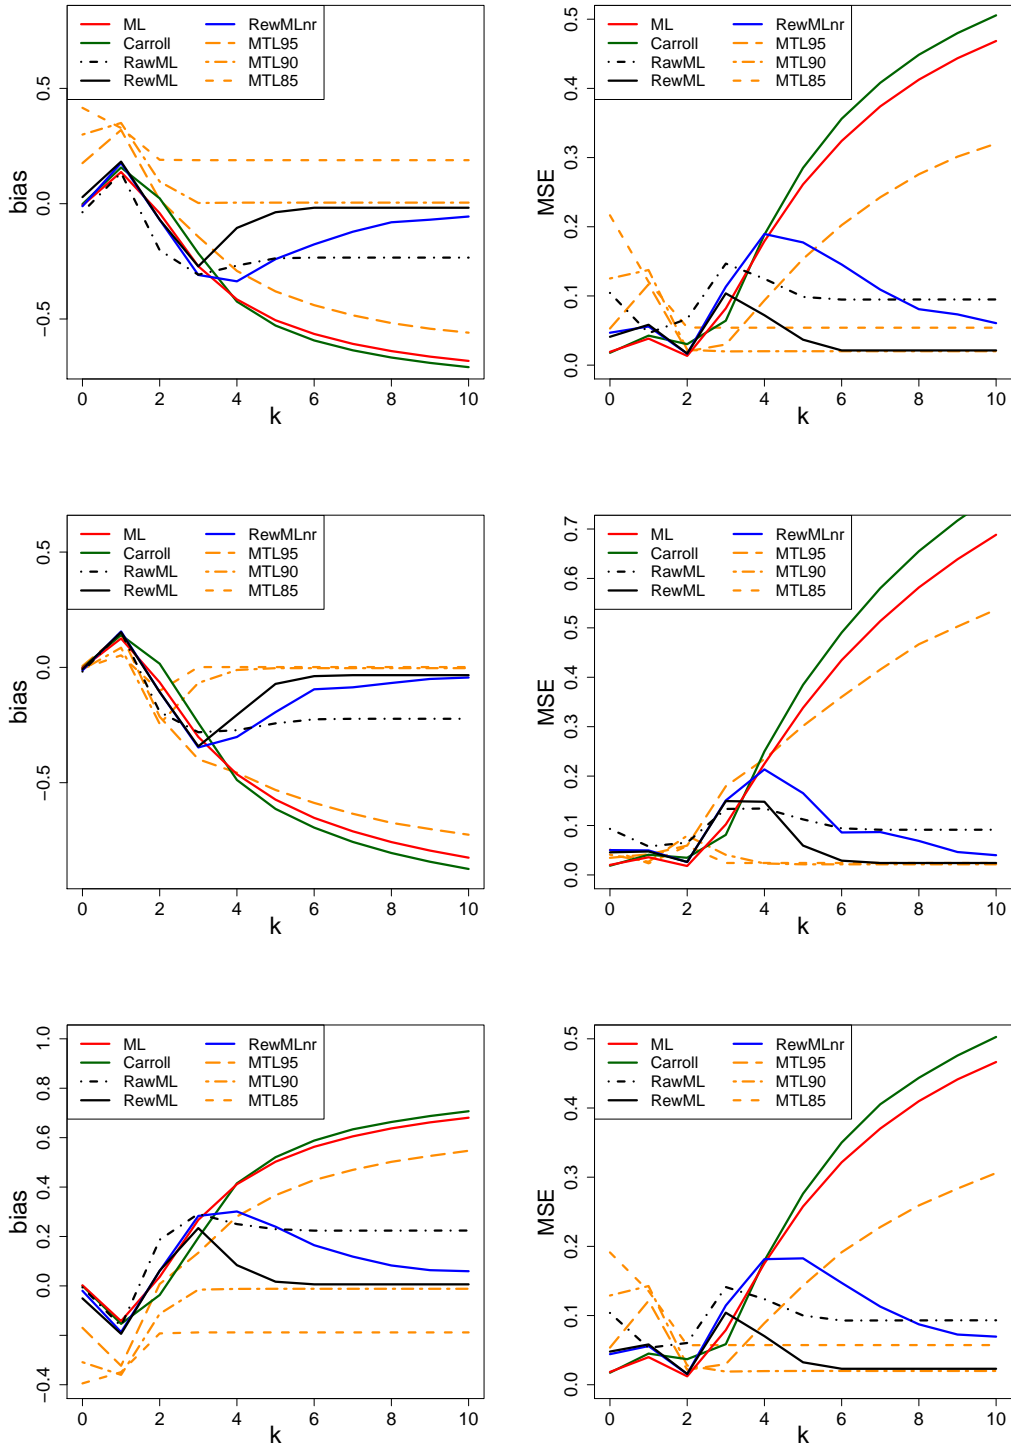 ML
Carroll
RawML
RewML
RewMLnr
MTL95
MTL90
MTL85
bias
0.5
0.0
−0.5
0 2 4 6 8 10
k
ML
Carroll
RawML
RewML
RewMLnr
MTL95
MTL90
MTL85
MSE
0.5
0.4
0.3
0.2
0.1
0.0
0 2 4 6 8 10
k
ML
Carroll
RawML
RewML
RewMLnr
MTL95
MTL90
MTL85
bias
0.5
0.0
−0.5
0 2 4 6 8 10
k
ML
Carroll
RawML
RewML
RewMLnr
MTL95
MTL90
MTL85
MSE
0.7
0.6
0.5
0.4
0.3
0.2
0.1
0.0
0 2 4 6 8 10
k
ML
Carroll
RawML
RewML
RewMLnr
MTL95
MTL90
MTL85
bias
1.0
0.8
0.6
0.4
0.2
0.0
−0.4
0 2 4 6 8 10
k
ML
Carroll
RawML
RewML
RewMLnr
MTL95
MTL90
MTL85
MSE
0.5
0.4
0.3
0.2
0.1
0.0
0 2 4 6 8 10
k